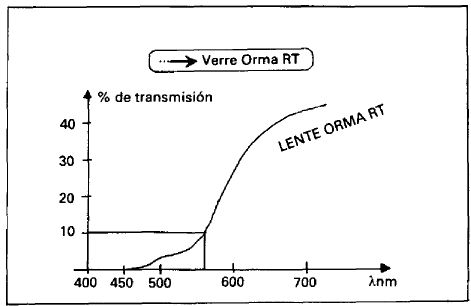 Verre Orma RT
% de transmisión
40
30
20
10
LENTE ORMA RT
400 450 500 600 700 λnm